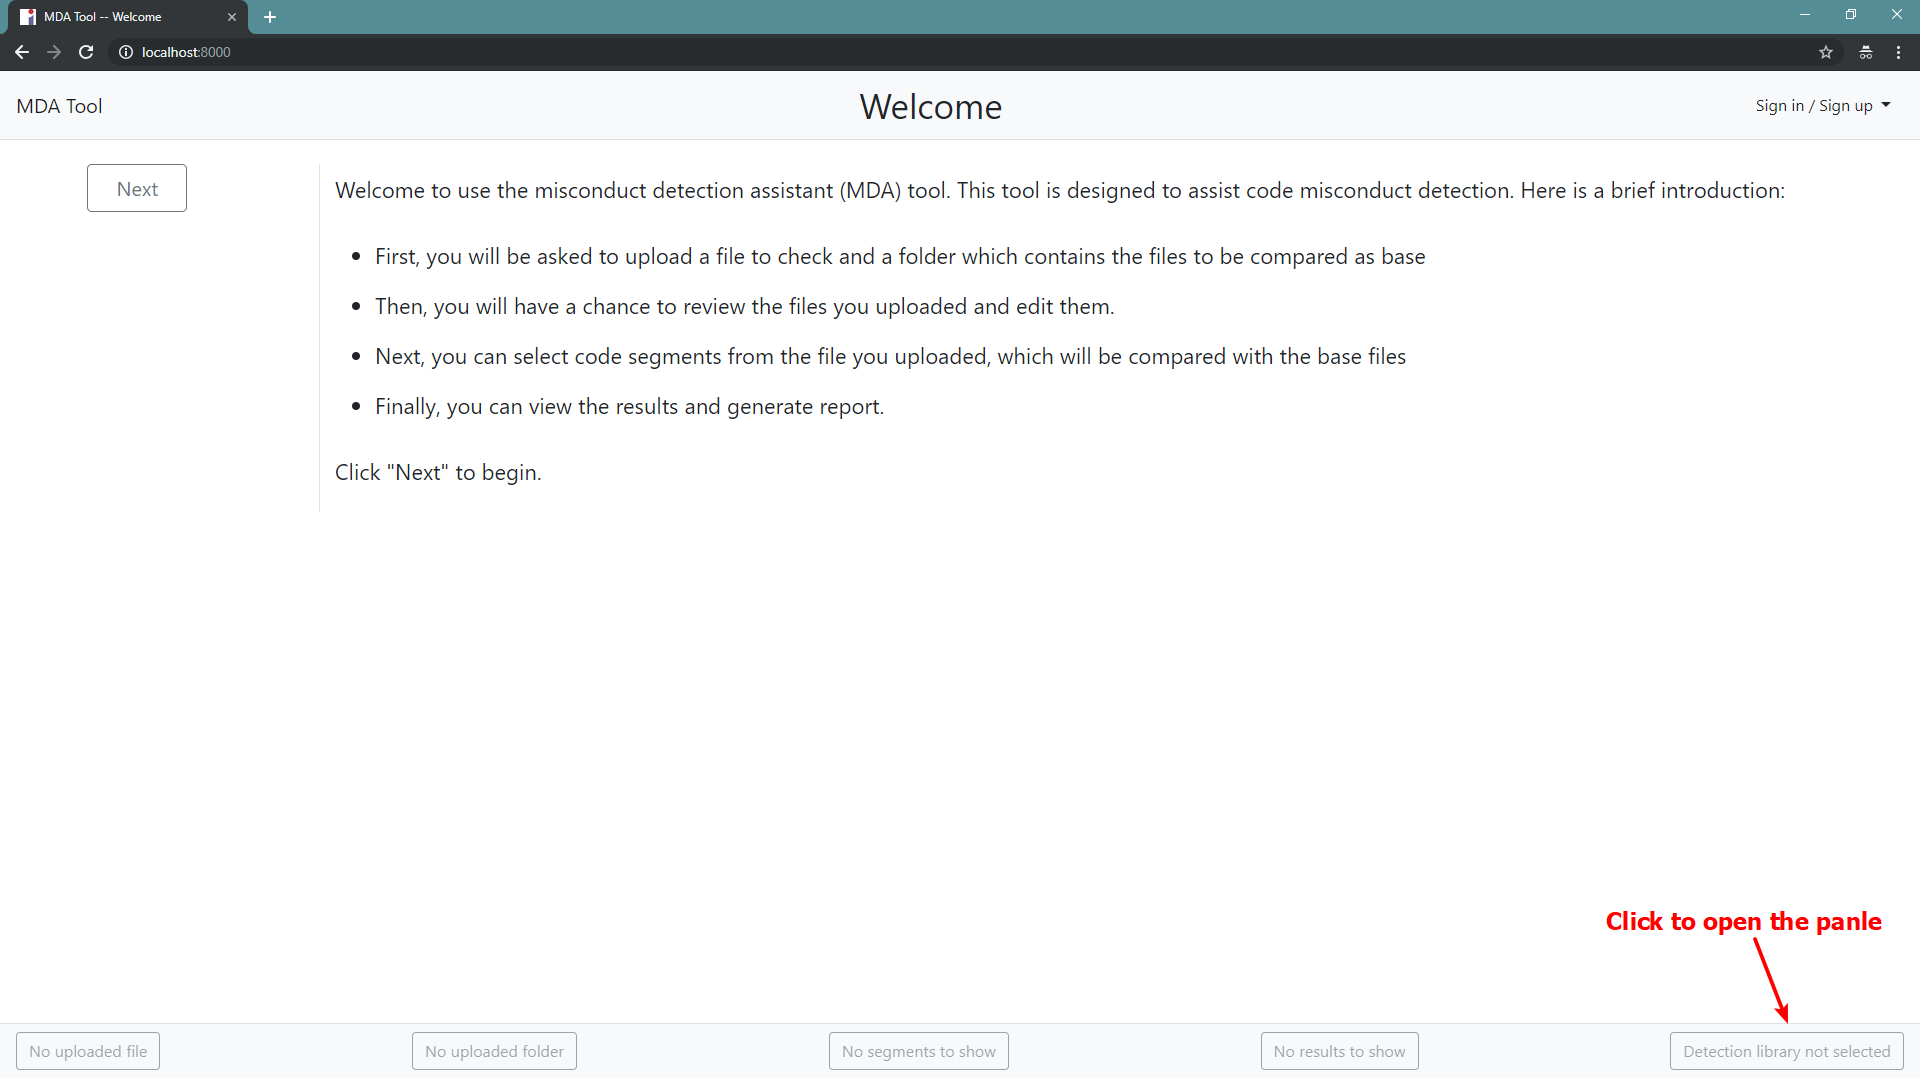 MDA Tool -- Welcome
localhost:8000
MDA Tool
Welcome
Sign in / Sign up
Next
Welcome to use the misconduct detection assistant (MDA) tool. This tool is designed to assist code misconduct detection. Here is a brief introduction:
First, you will be asked to upload a file to check and a folder which contains the files to be compared as base
Then, you will have a chance to review the files you uploaded and edit them.
Next, you can select code segments from the file you uploaded, which will be compared with the base files
Finally, you can view the results and generate report.
Click "Next" to begin.
Click to open the panle
No uploaded file
No uploaded folder
No segments to show
No results to show
Detection library not selected